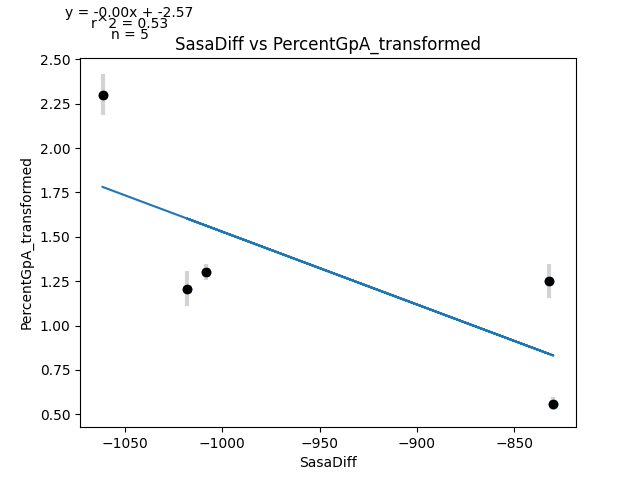 y = -0.00x + -2.57
r^2 = 0.53
n = 5
SasaDiff vs PercentGpA_transformed
2.50
2.25
2.00
1.75
1.50
1.25
1.00
0.75
0.50
PercentGpA_transformed
−1050 −1000 −950 −900 −850
SasaDiff